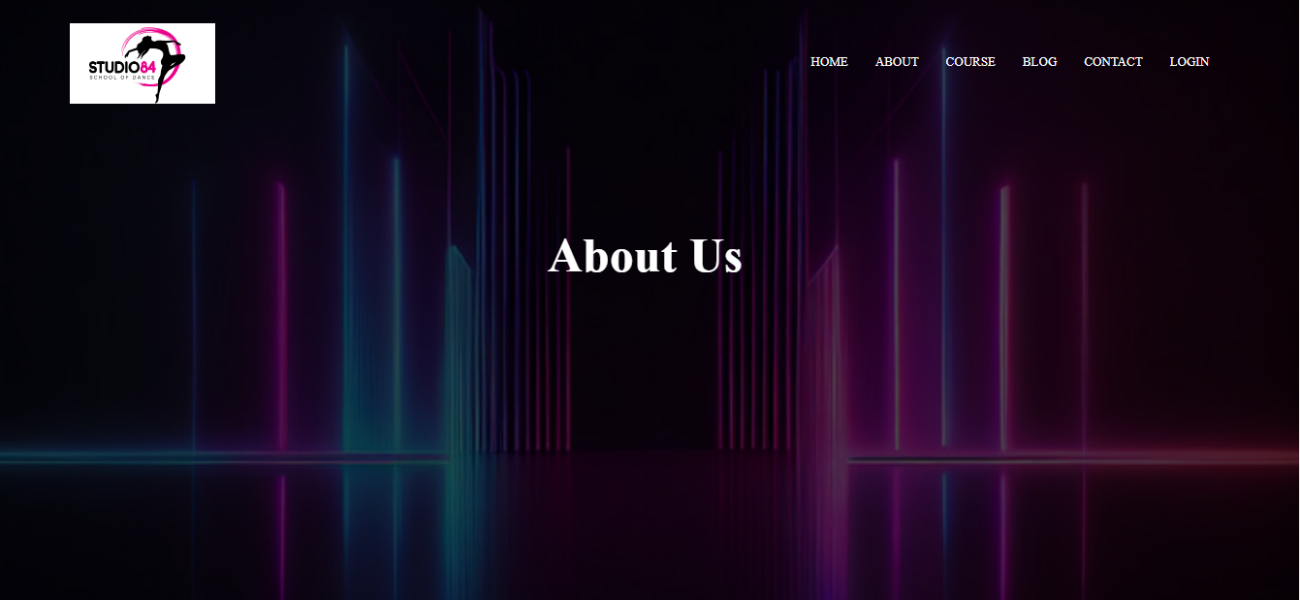 STUDIO84
SCHOOL OF DANCE
HOME ABOUT COURSE BLOG CONTACT LOGIN
About Us